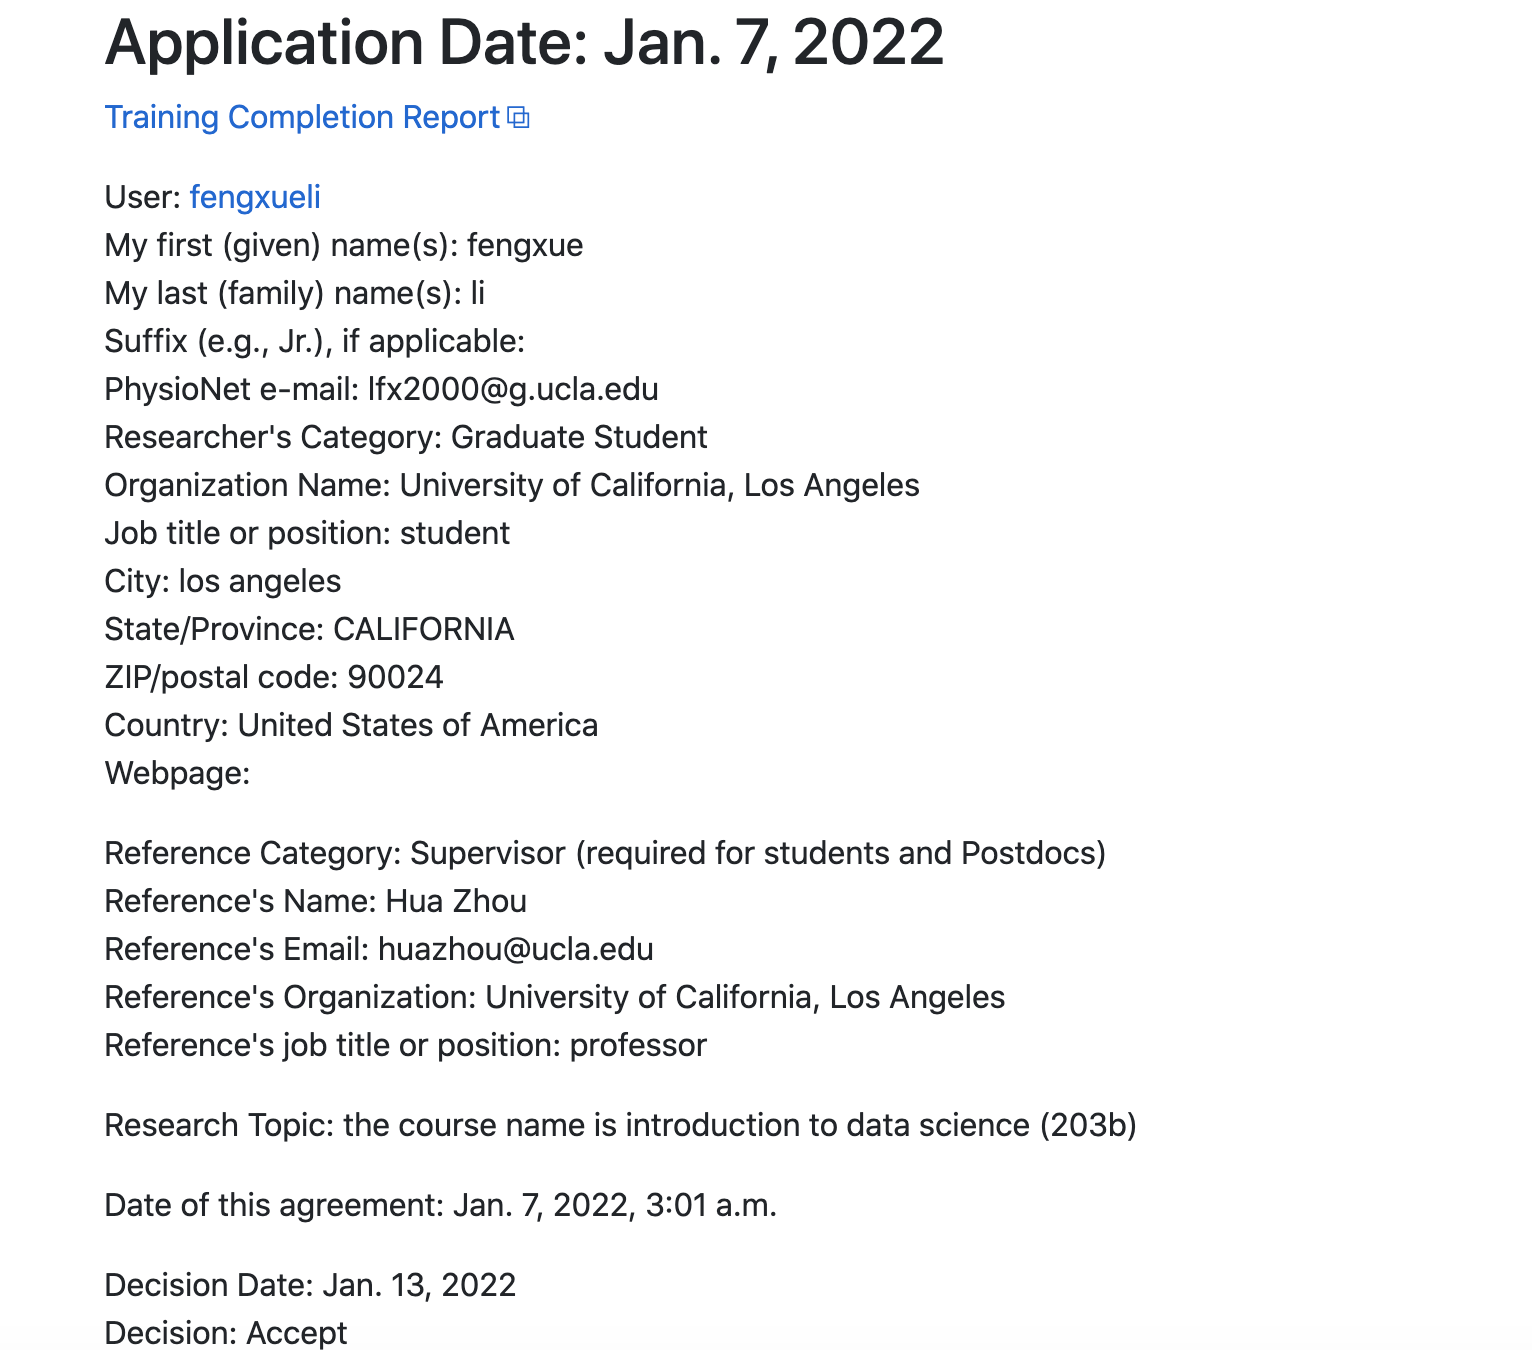 Application Date: Jan. 7, 2022
Training Completion Report
User: fengxueli
My first (given) name(s): fengxue
My last (family) name(s): li
Suffix (e.g., Jr.), if applicable:
PhysioNet e-mail: lfx2000@g.ucla.edu
Researcher's Category: Graduate Student
Organization Name: University of California, Los Angeles
Job title or position: student
City: los angeles
State/Province: CALIFORNIA
ZIP/postal code: 90024
Country: United States of America
Webpage:
Reference Category: Supervisor (required for students and Postdocs)
Reference's Name: Hua Zhou
Reference's Email: huazhou@ucla.edu
Reference's Organization: University of California, Los Angeles
Reference's job title or position: professor
Research Topic: the course name is introduction to data science (203b)
Date of this agreement: Jan. 7, 2022, 3:01 a.m.
Decision Date: Jan. 13, 2022
Decision: Accept